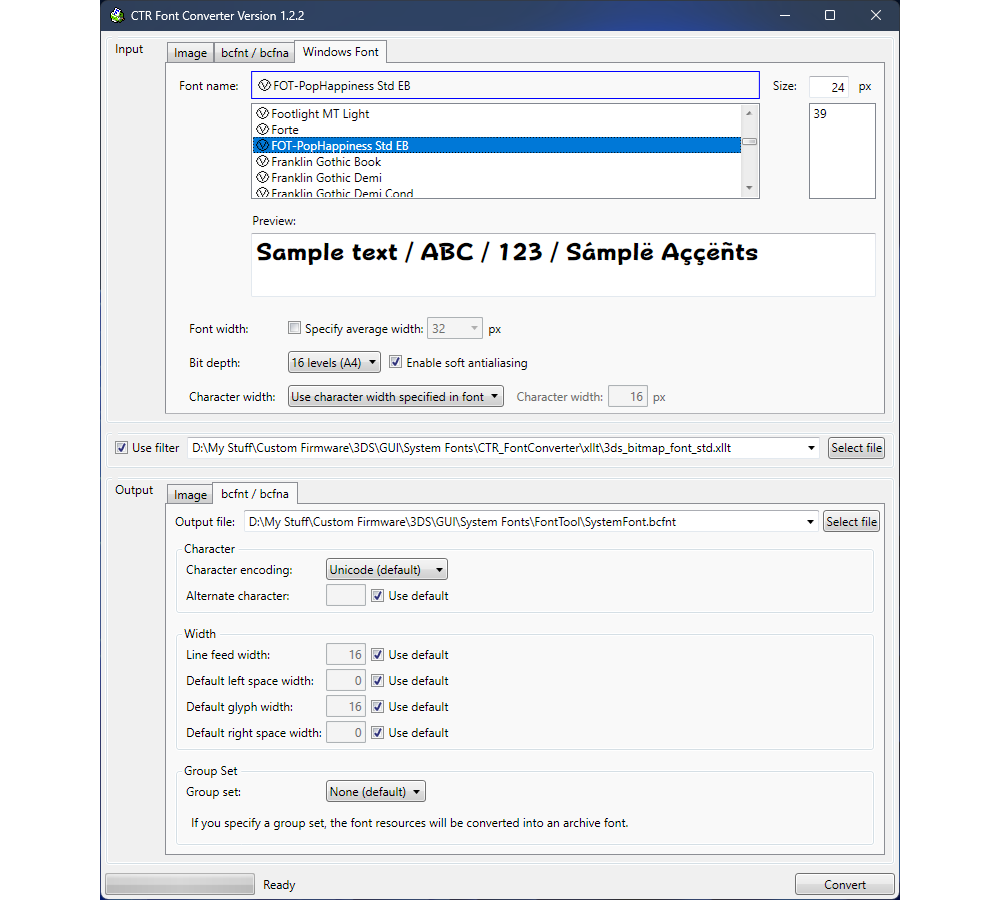 CTR Font Converter Version 1.2.2
Input
Image bcfnt / bcfna Windows Font
Font name: FOT-PopHappiness Std EB Size: 24 px
Footlight MT Light 39
Forte
FOT-PopHappiness Std EB
Franklin Gothic Book
Franklin Gothic Demi
Franklin Gothic Demi Cond
Preview:
Sample text / ABC / 123 / Sámplë Aççëñts
Font width: Specify average width: 32 px
Bit depth: 16 levels (A4) Enable soft antialiasing
Character width: Use character width specified in font Character width: 16 px
Use filter D:\My Stuff\Custom Firmware\3DS\GUI\System Fonts\CTR_FontConverter\xllt\3ds_bitmap_font_std.xllt Select file
Output
Image bcfnt / bcfna
Output file: D:\My Stuff\Custom Firmware\3DS\GUI\System Fonts\FontTool\SystemFont.bcfnt Select file
Character
Character encoding: Unicode (default)
Alternate character: Use default
Width
Line feed width: 16 Use default
Default left space width: 0 Use default
Default glyph width: 16 Use default
Default right space width: 0 Use default
Group Set
Group set: None (default)
If you specify a group set, the font resources will be converted into an archive font.
Ready Convert